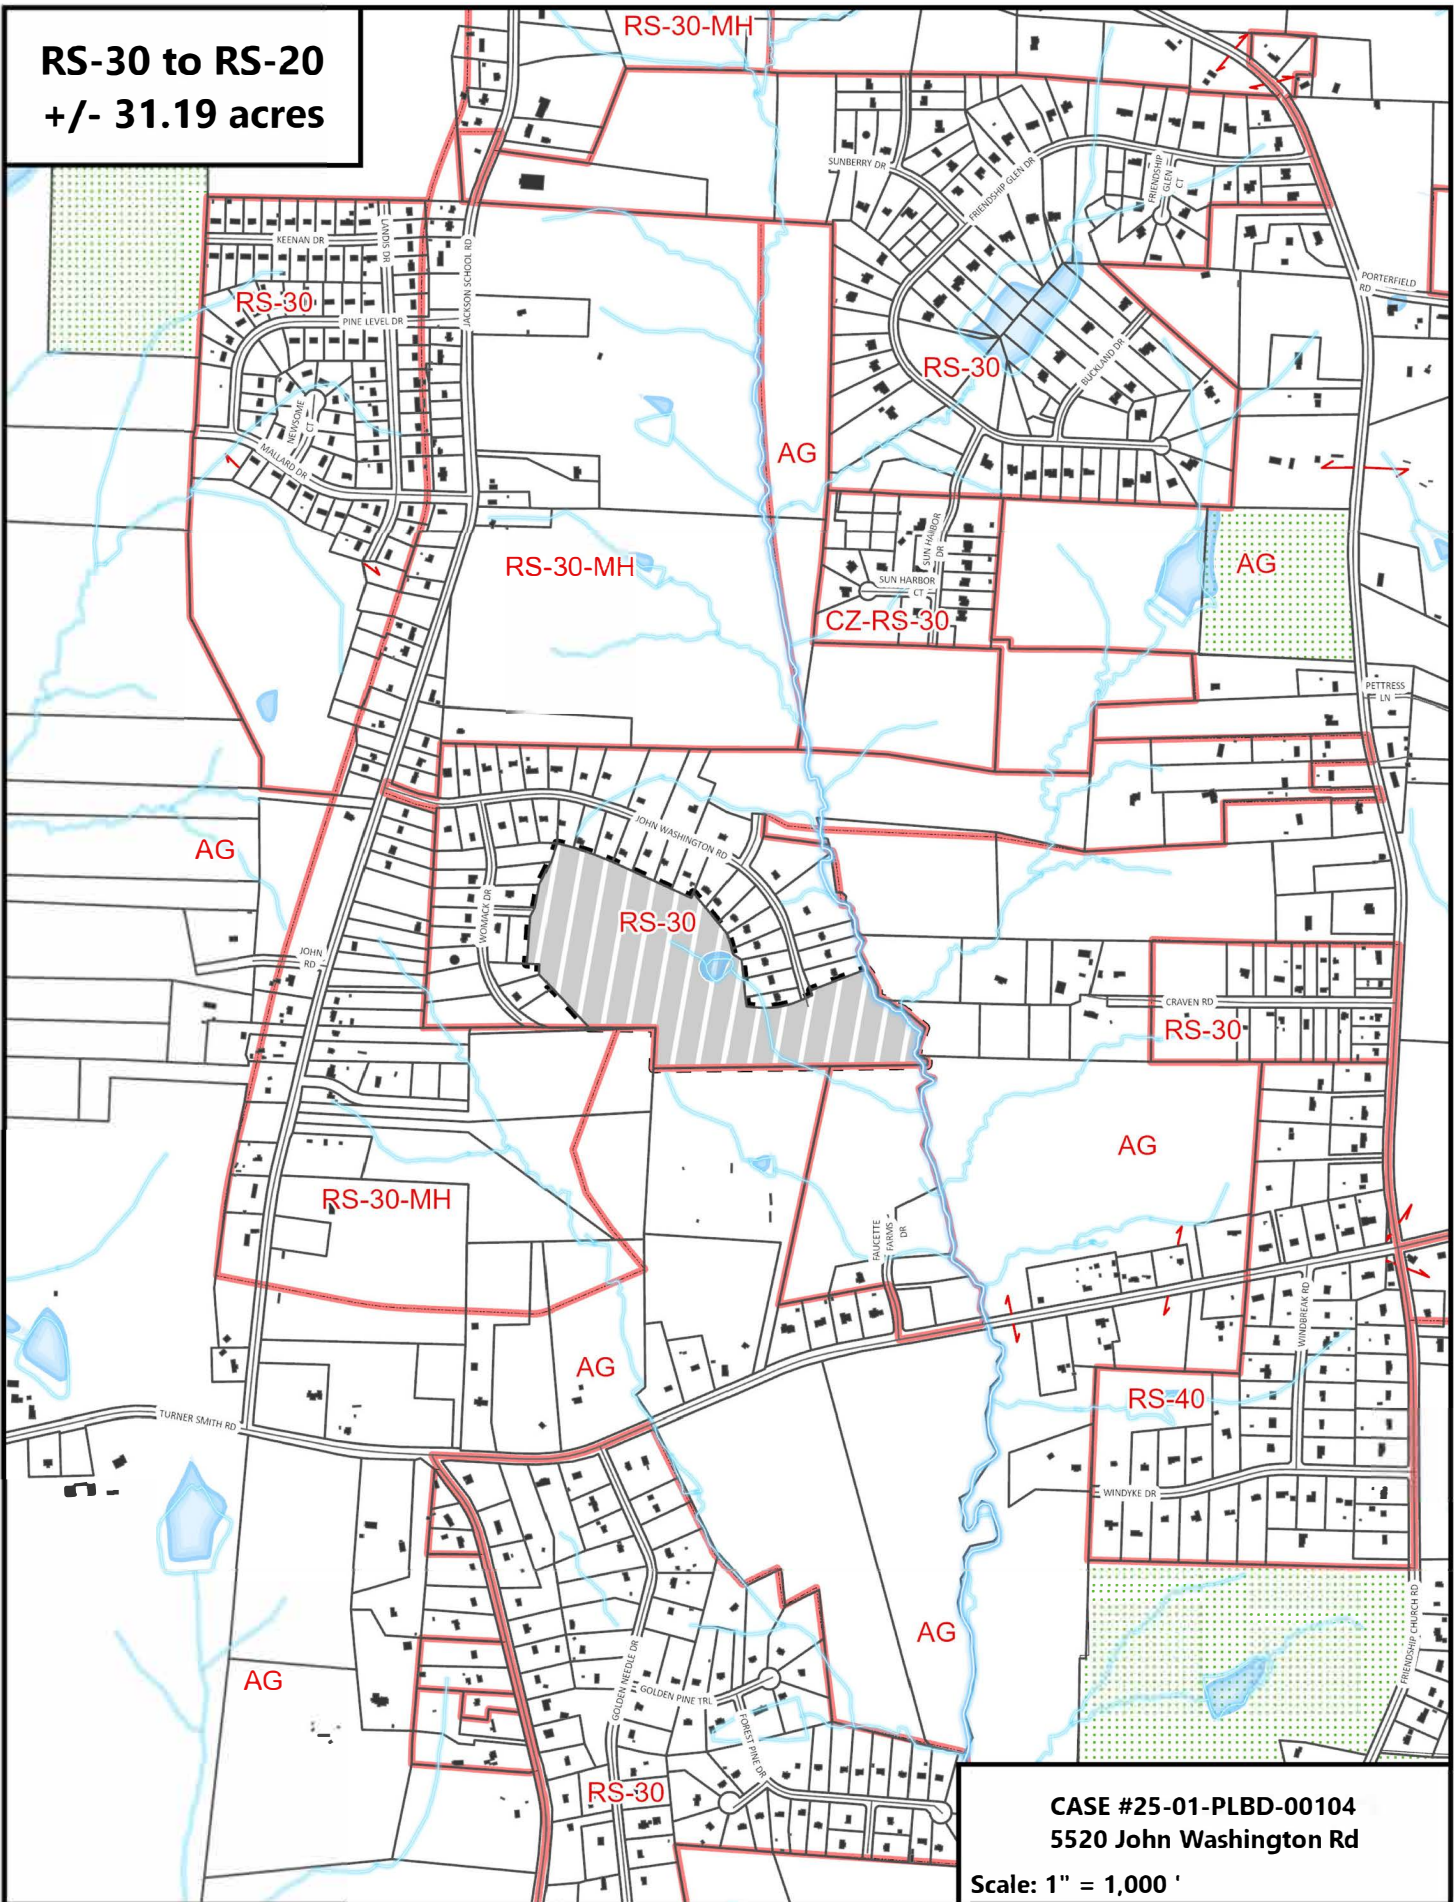 RS-30 to RS-20
+/- 31.19 acres
RS-30-MH
SUNBERRY DR
FRIENDSHIP GLEN DR
FRIENDSHIP
GLEN
CT
KEENAN DR
LANDIS DR
JACKSON SCHOOL RD
PORTERFIELD
RD
RS-30
PINE LEVEL DR
RS-30
BUCKLAND DR
NEWSOME
CT
MALLARD DR
AG
RS-30-MH
SUN HARBOR
DR
AG
SUN HARBOR
CT
CZ-RS-30
PETTRESS
LN
JOHN WASHINGTON RD
AG
WOMACK DR
RS-30
JOHN
RD
CRAVEN RD
RS-30
AG
RS-30-MH
FAUCETTE
FARMS
DR
WINDBREAK RD
AG
RS-40
TURNER SMITH RD
WINDYKE DR
FRIENDSHIP CHURCH RD
AG
GOLDEN NEEDLE DR
AG
GOLDEN PINE TRL
FOREST PINE DR
RS-30
CASE #25-01-PLBD-00104
5520 John Washington Rd
Scale: 1" = 1,000 '